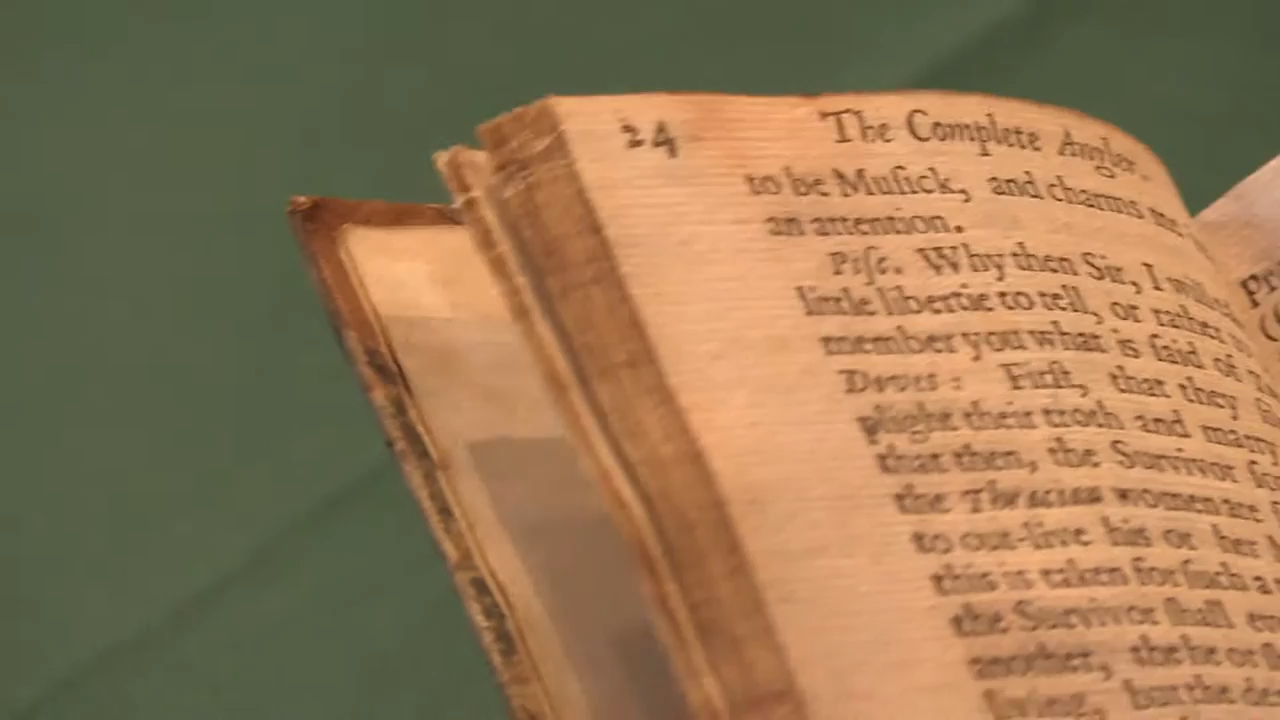 24 The Complete Angler.
to be Muſick, and charms me
an attention.
Piſc. Why then Sir, I will
little libertie to tell, or rather
member you what is ſaid of
Doves: Firſt, that they
plight their troth and marry
that then, the Survivor
the Thracian women are
to out-live his or her
this is taken for ſuch a
the Survivor ſhall
another, the he or
living, but the